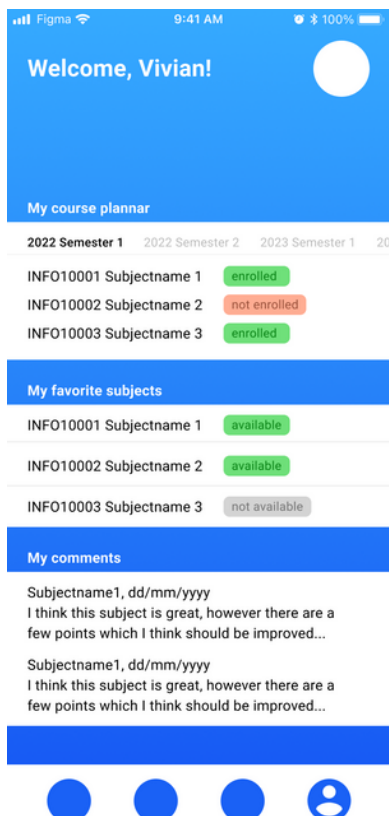 Figma 9:41 AM 100%
Welcome, Vivian!
My course plannar
2022 Semester 1 2022 Semester 2 2023 Semester 1 20
INFO10001 Subjectname 1 enrolled
INFO10002 Subjectname 2 not enrolled
INFO10003 Subjectname 3 enrolled
My favorite subjects
INFO10001 Subjectname 1 available
INFO10002 Subjectname 2 available
INFO10003 Subjectname 3 not available
My comments
Subjectname1, dd/mm/yyyy
I think this subject is great, however there are a
few points which I think should be improved...
Subjectname1, dd/mm/yyyy
I think this subject is great, however there are a
few points which I think should be improved...